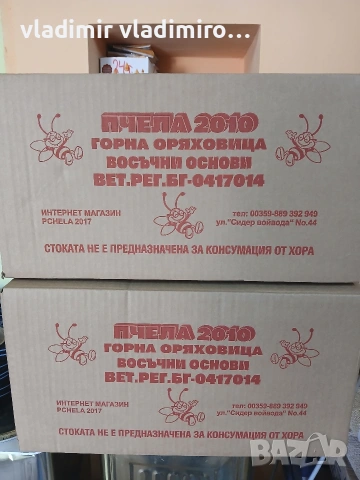 vladimir vladimiro...
ПЧЕЛА 2010
ГОРНА ОРЯХОВИЦА
ВОСЪЧНИ ОСНОВИ
ВЕТ.РЕГ.БГ-0417014
ИНТЕРНЕТ МАГАЗИН
PCHELA 2017
тел: 00359-889 392 949
ул."Сидер войвода" No.44
СТОКАТА НЕ Е ПРЕДНАЗНАЧЕНА ЗА КОНСУМАЦИЯ ОТ ХОРА
ПЧЕЛА 2010
ГОРНА ОРЯХОВИЦА
ВОСЪЧНИ ОСНОВИ
ВЕТ.РЕГ.БГ-0417014
ИНТЕРНЕТ МАГАЗИН
PCHELA 2017
тел: 00359-889 392 949
ул."Сидер войвода" No.44
СТОКАТА НЕ Е ПРЕДНАЗНАЧЕНА ЗА КОНСУМАЦИЯ ОТ ХОРА
BAZAR